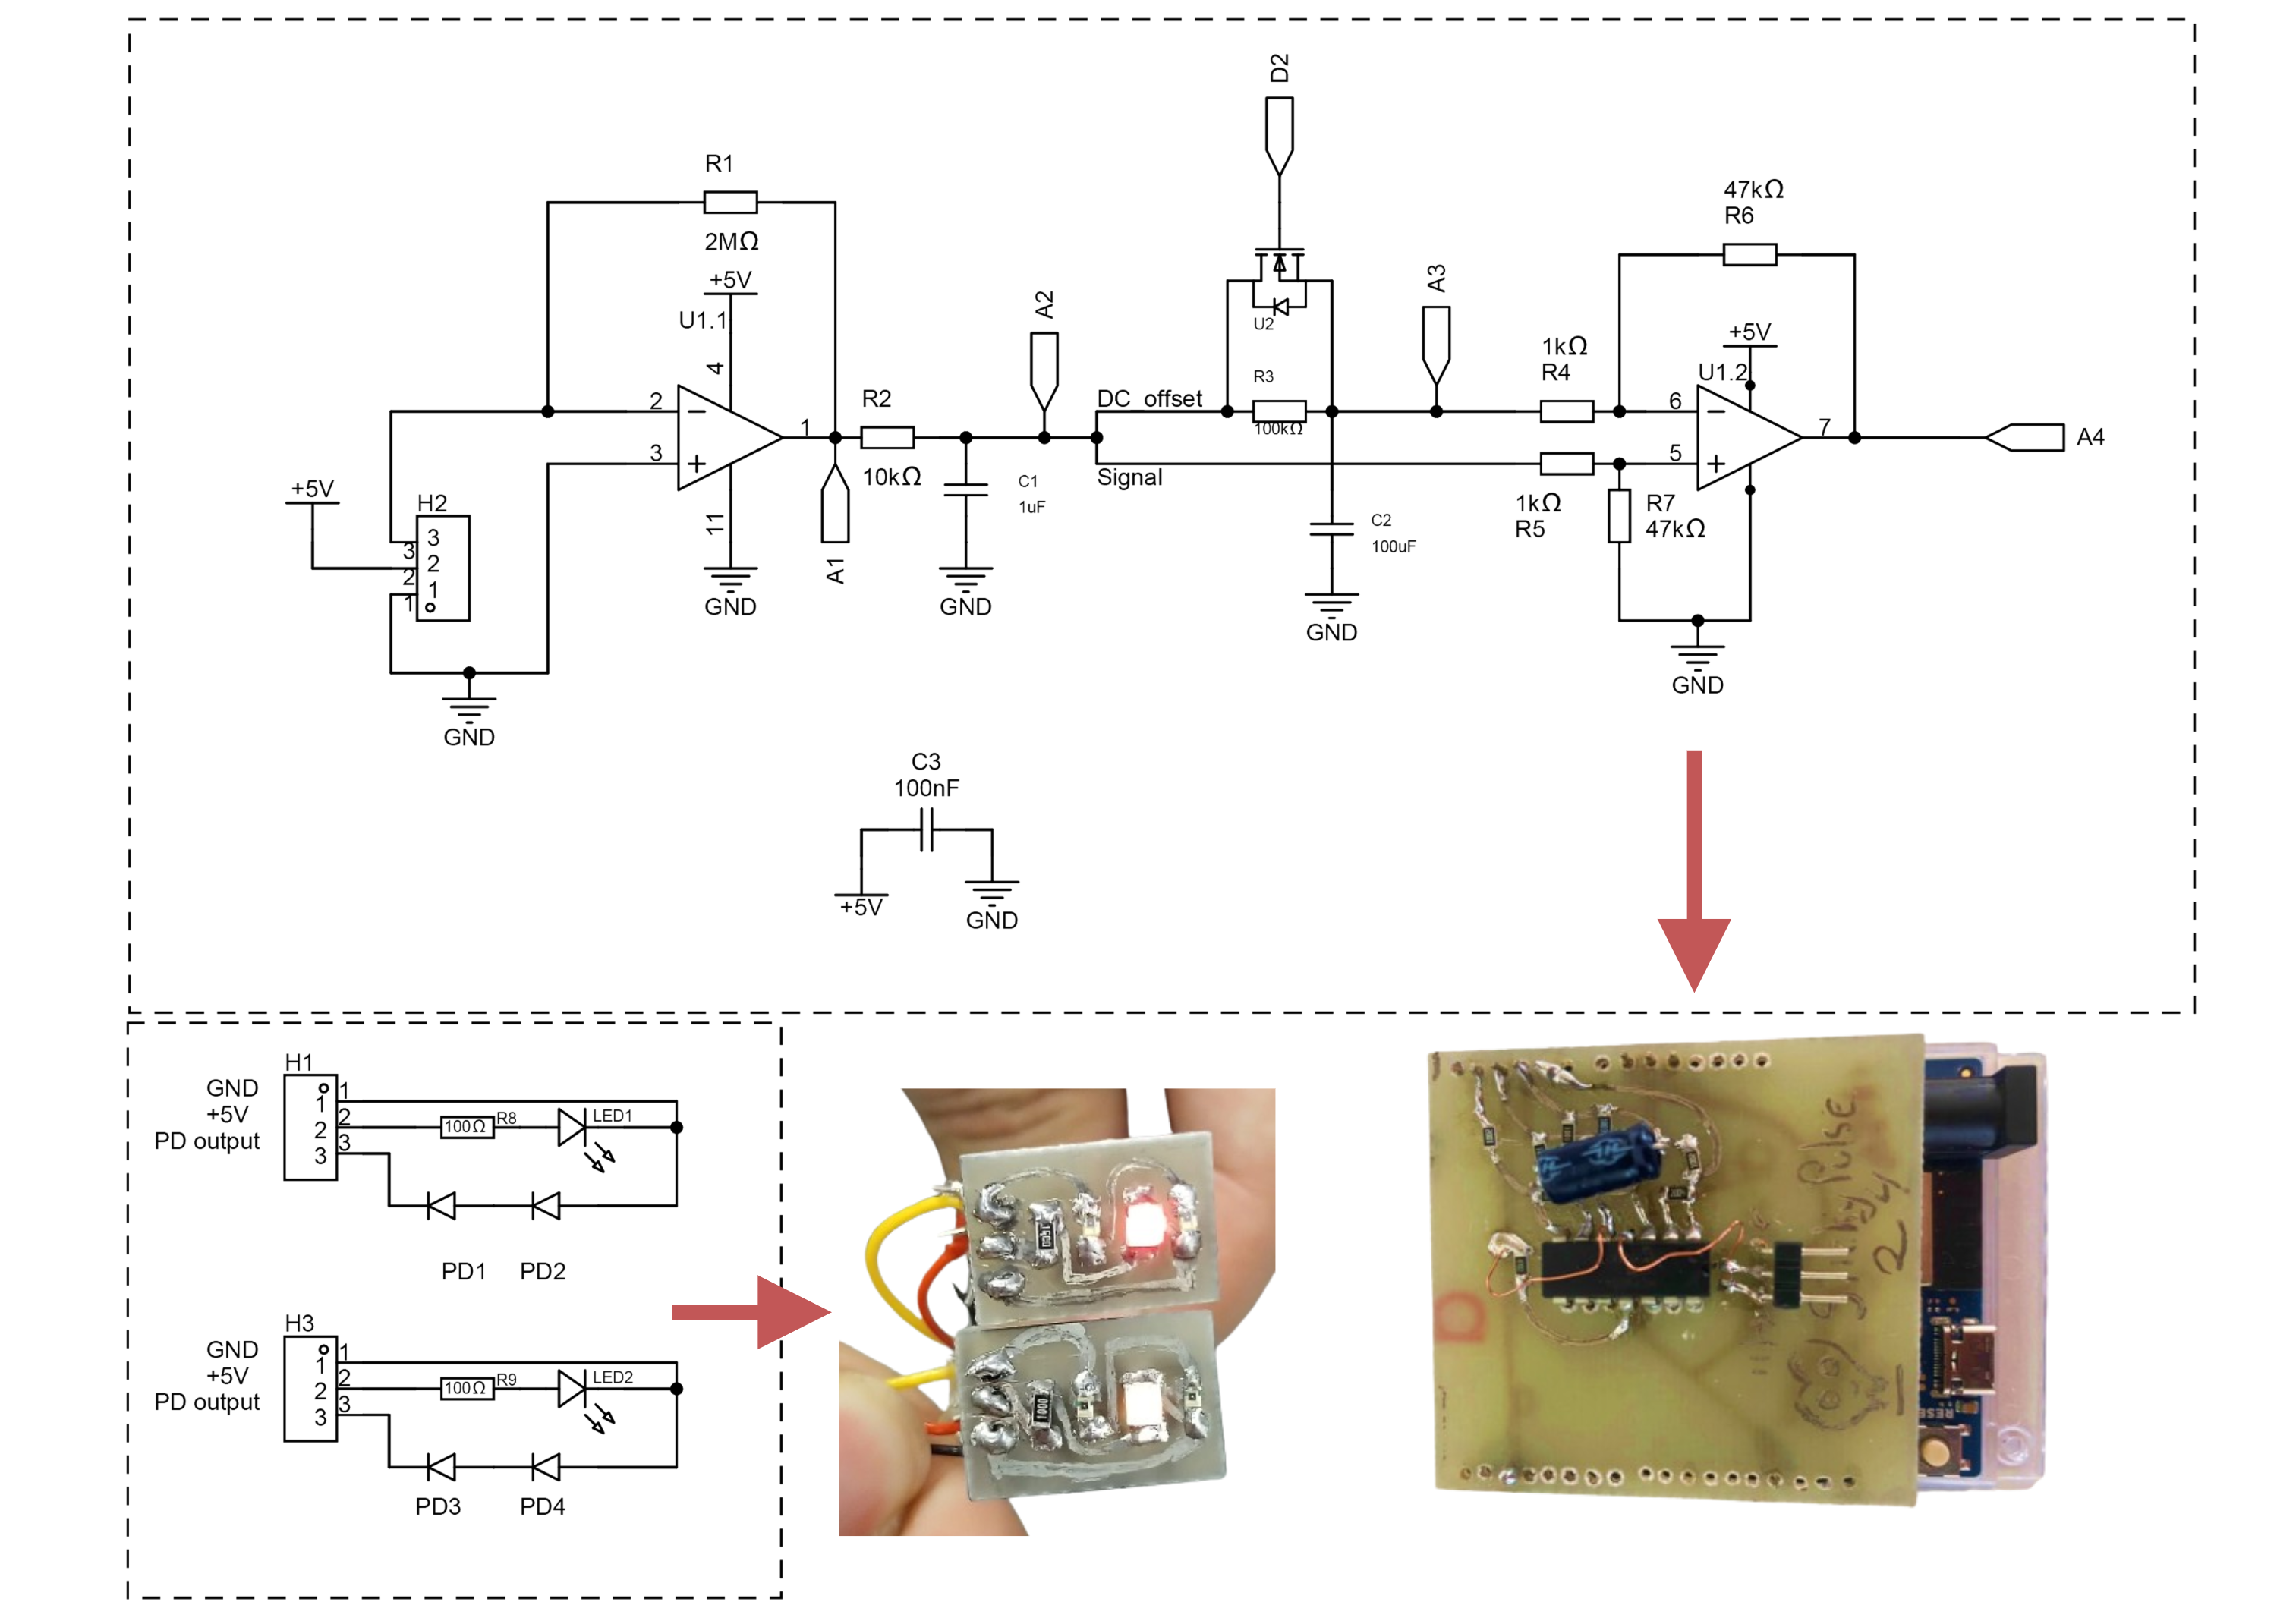 D2
R1
2MΩ
+5V
U1.1
4
2
3
1
11
GND
A1
R2
10kΩ
A2
C1
1uF
GND
DC offset
Signal
U2
R3
100kΩ
A3
C2
100uF
GND
1kΩ
R4
1kΩ
R5
47kΩ
R6
+5V
U1.2
6
5
7
R7
47kΩ
GND
A4
+5V
H2
3
3
2
2
1
1
GND
C3
100nF
+5V
GND
H1
GND
+5V
PD output
1
1
2
2
3
3
100Ω
R8
LED1
PD1
PD2
H3
GND
+5V
PD output
1
1
2
2
3
3
100Ω
R9
LED2
PD3
PD4
1000
Pulse
2